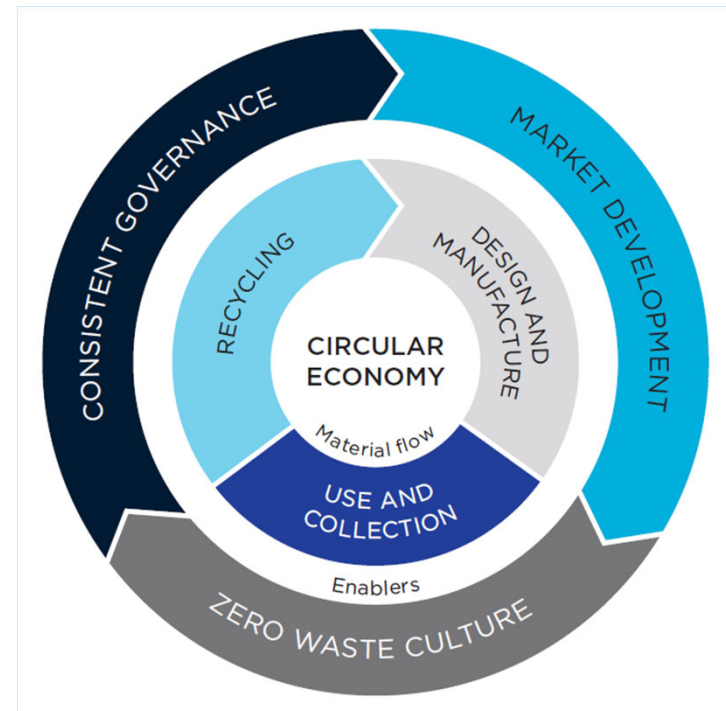 CONSISTENT GOVERNANCE
MARKET DEVELOPMENT
RECYCLING
DESIGN AND
MANUFACTURE
CIRCULAR
ECONOMY
Material flow
USE AND
COLLECTION
Enablers
ZERO WASTE CULTURE